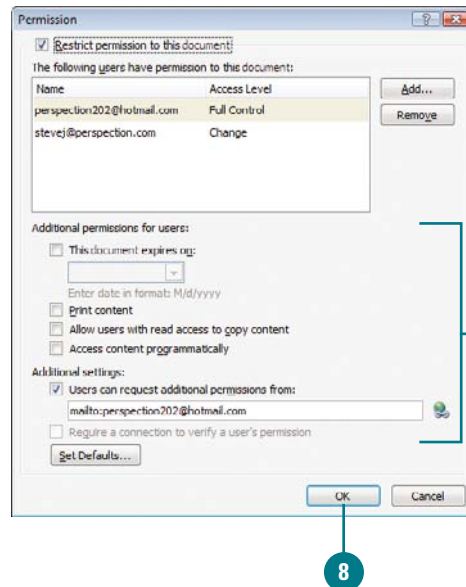 Permission
Restrict permission to this document
The following users have permission to this document:
Name Access Level
perspection202@hotmail.com Full Control
stevej@perspection.com Change
Add...
Remove
Additional permissions for users:
This document expires on:
Enter date in format: M/d/yyyy
Print content
Allow users with read access to copy content
Access content programmatically
Additional settings:
Users can request additional permissions from:
mailto:perspection202@hotmail.com
Require a connection to verify a user's permission
Set Defaults...
OK Cancel
8